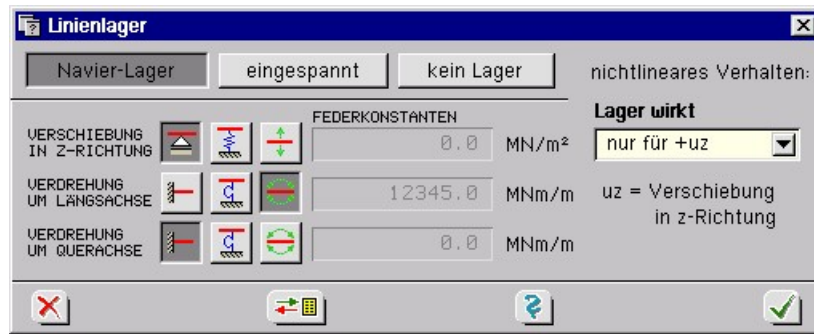 Linienlager
Navier-Lager
eingespannt
kein Lager
nichtlineares Verhalten:
FEDERKONSTANTEN
Lager wirkt
VERSCHIEBUNG
IN Z-RICHTUNG
0.0
MN/m²
nur für +uz
VERDREHUNG
UM LÄNGSACHSE
12345.0
MNm/m
uz = Verschiebung
in z-Richtung
VERDREHUNG
UM QUERACHSE
0.0
MNm/m